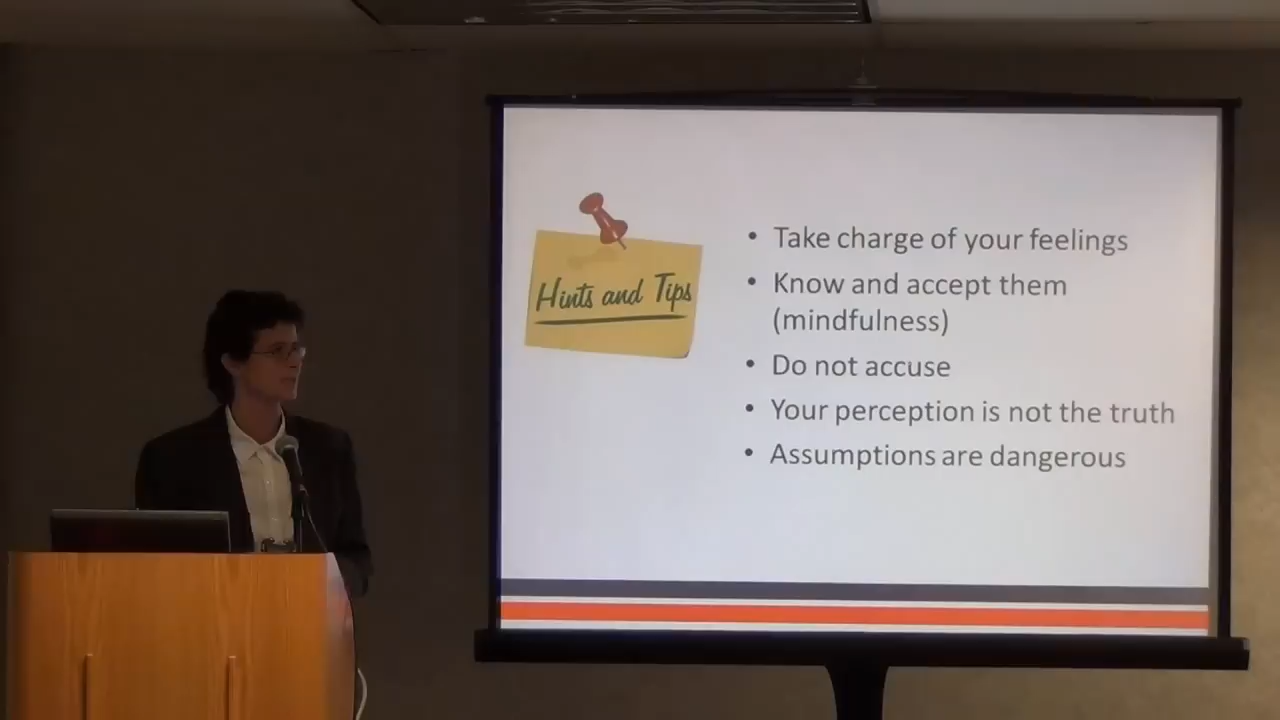 Hints and Tips
• Take charge of your feelings
• Know and accept them
(mindfulness)
• Do not accuse
• Your perception is not the truth
• Assumptions are dangerous